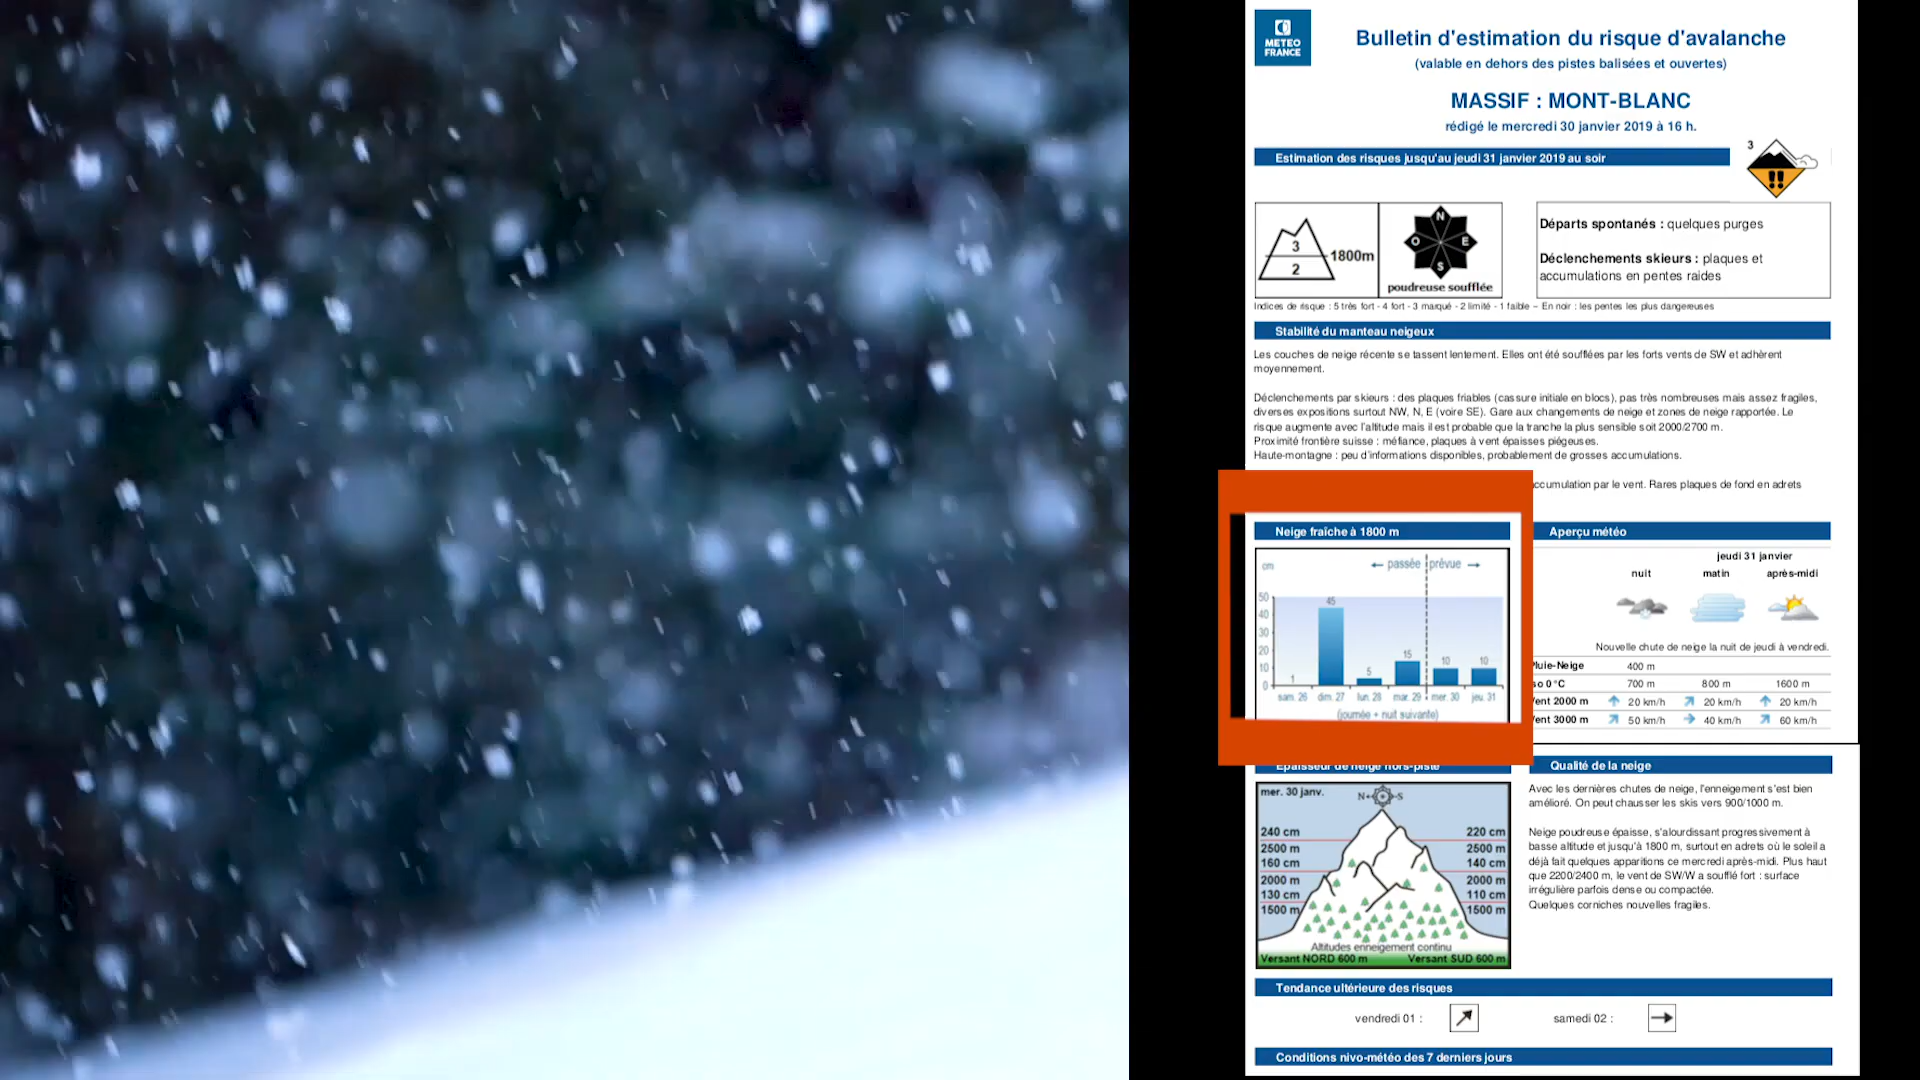 METEO
FRANCE
Bulletin d'estimation du risque d'avalanche
(valable en dehors des pistes balisées et ouvertes)
MASSIF : MONT-BLANC
rédigé le mercredi 30 janvier 2019 à 16 h.
Estimation des risques jusqu'au jeudi 31 janvier 2019 au soir
3
3
2
1800m
N
O
E
S
poudreuse soufflée
Départs spontanés : quelques purges
Déclenchements skieurs : plaques et
accumulations en pentes raides
Indices de risque : 5 très fort - 4 fort - 3 marqué - 2 limité - 1 faible – En noir : les pentes les plus dangereuses
Stabilité du manteau neigeux
Les couches de neige récente se tassent lentement. Elles ont été soufflées par les forts vents de SW et adhèrent
moyennement.
Déclenchements par skieurs : des plaques friables (cassure initiale en blocs), pas très nombreuses mais assez fragiles,
diverses expositions surtout NW, N, E (voire SE). Gare aux changements de neige et zones de neige rapportée. Le
risque augmente avec l'altitude mais il est probable que la tranche la plus sensible soit 2000/2700 m.
Proximité frontière suisse : méfiance, plaques à vent épaisses piégeuses.
Haute-montagne : peu d'informations disponibles, probablement de grosses accumulations.
ccumulation par le vent. Rares plaques de fond en adrets
Neige fraîche à 1800 m
cm
← passée
prévue →
50
40
30
20
10
0
1
45
5
15
10
10
sam. 26
dim. 27
lun. 28
mar. 29
mer. 30
jeu. 31
(journée + nuit suivante)
Aperçu météo
jeudi 31 janvier
nuit matin après-midi
Nouvelle chute de neige la nuit de jeudi à vendredi.
luie-Neige 400 m
so 0°C 700 m 800 m 1600 m
ent 2000 m 20 km/h 20 km/h 20 km/h
ent 3000 m 50 km/h 40 km/h 60 km/h
Epaisseur de neige hors-piste
mer. 30 janv.
N S
240 cm 220 cm
2500 m 2500 m
160 cm 140 cm
2000 m 2000 m
130 cm 110 cm
1500 m 1500 m
Altitudes enneigement continu
Versant NORD 600 m Versant SUD 600 m
Qualité de la neige
Avec les dernières chutes de neige, l'enneigement s'est bien
amélioré. On peut chausser les skis vers 900/1000 m.
Neige poudreuse épaisse, s'alourdissant progressivement à
basse altitude et jusqu'à 1800 m, surtout en adrets où le soleil a
déjà fait quelques apparitions ce mercredi après-midi. Plus haut
que 2200/2400 m, le vent de SW/W a soufflé fort : surface
irrégulière parfois dense ou compactée.
Quelques corniches nouvelles fragiles.
Tendance ultérieure des risques
vendredi 01 :
samedi 02 :
Conditions nivo-météo des 7 derniers jours